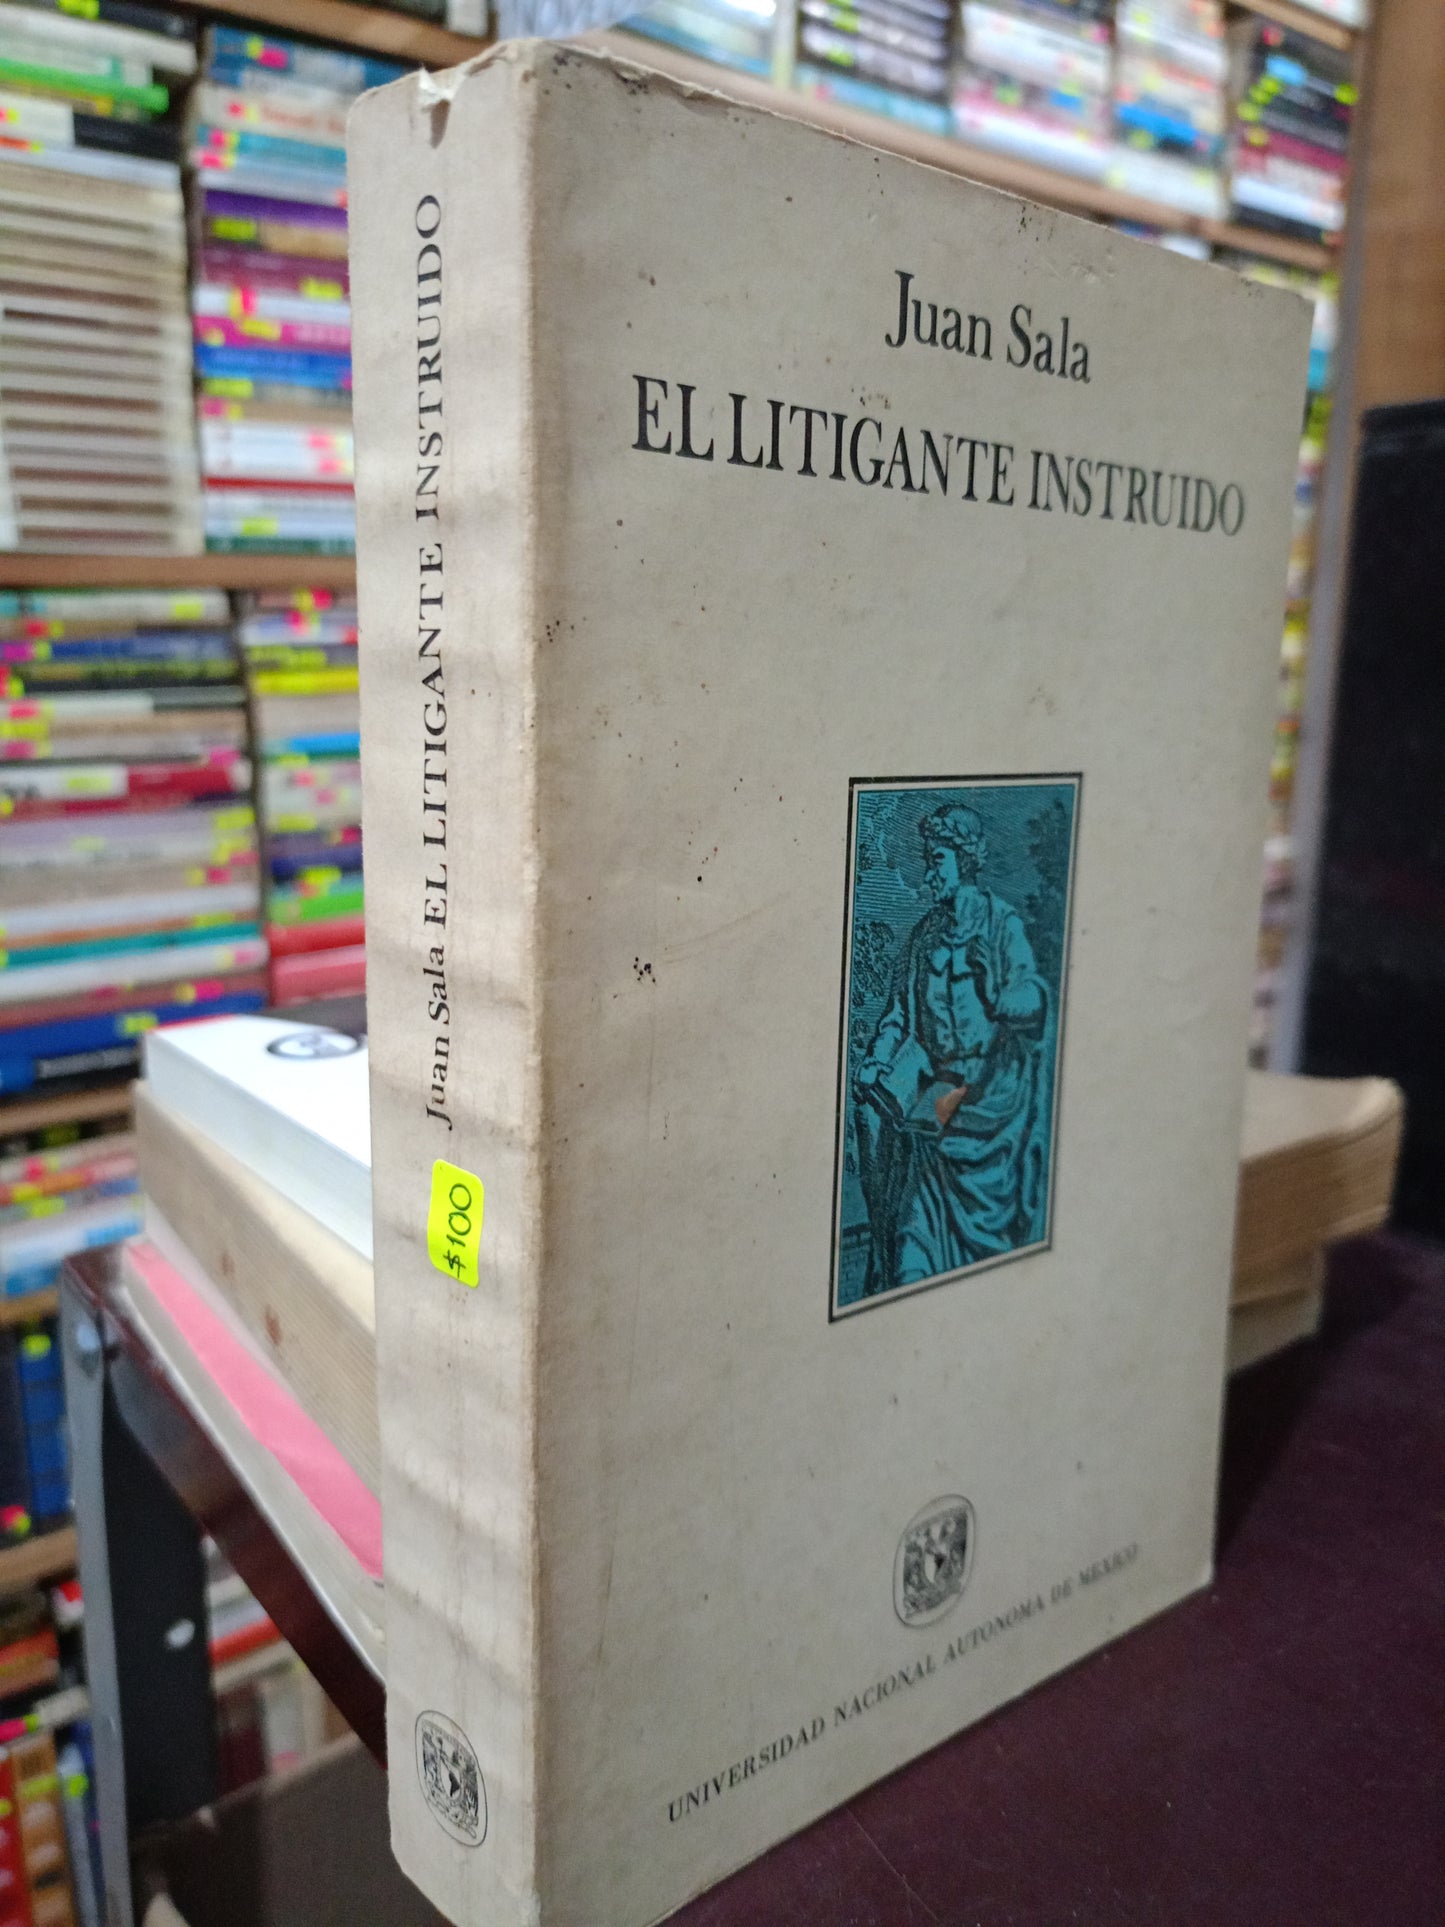 Juan Sala
EL LITIGANTE INSTRUIDO
UNIVERSIDAD NACIONAL AUTONOMA DE MEXICO
Juan Sala EL LITIGANTE INSTRUIDO
$100